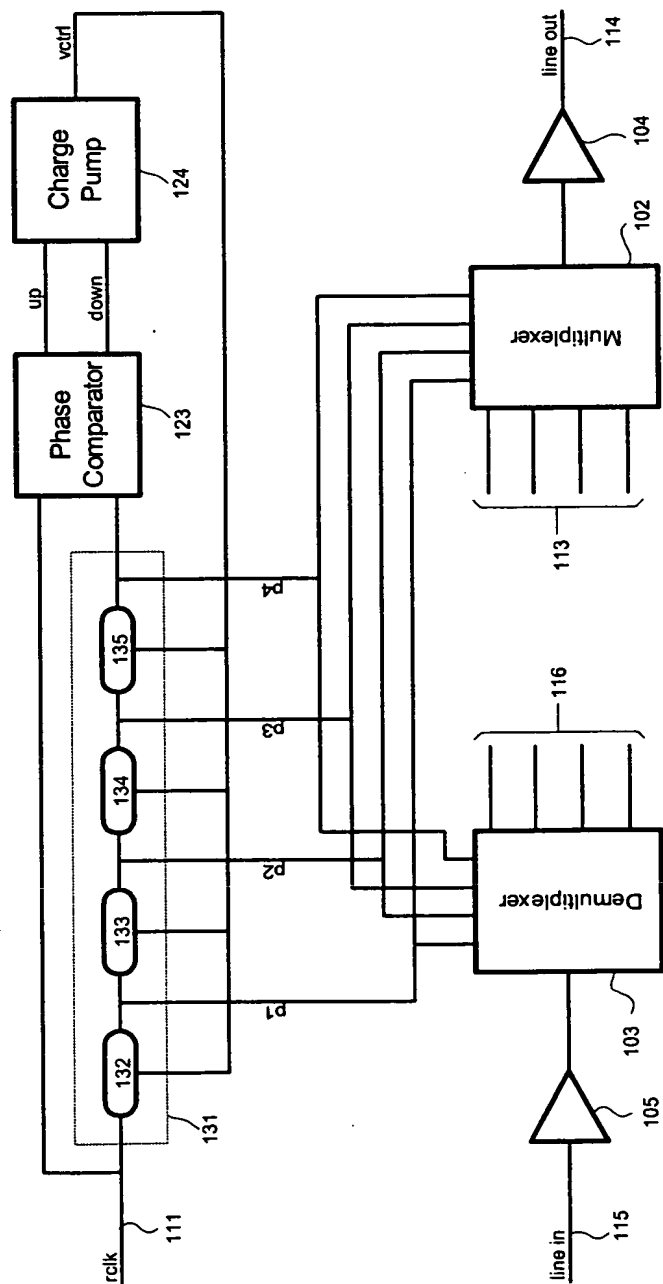 rclk
111
131
132
133
134
135
p1
p2
p3
p4
Phase
Comparator
123
up
down
Charge
Pump
124
vctrl
line in
115
105
Demultiplexer
103
116
113
Multiplexer
102
104
line out
114